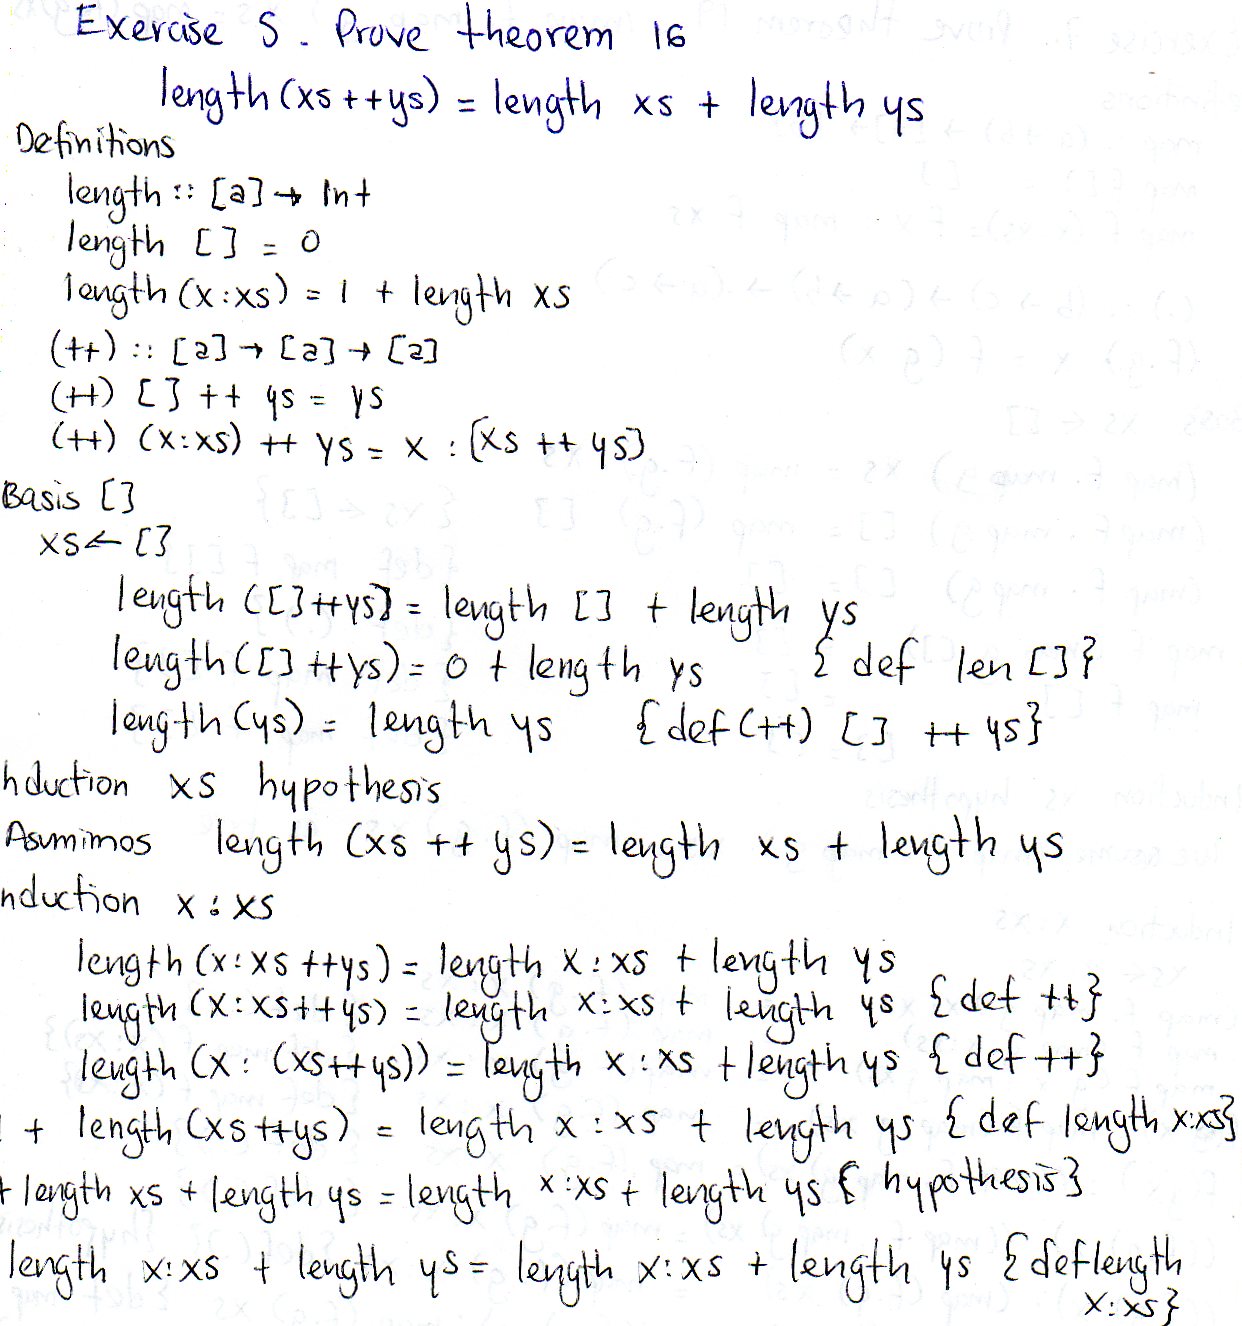 Exercise 5. Prove theorem 16
length (xs ++ ys) = length xs + length ys
Definitions
length :: [a] → Int
length [] = 0
length (x:xs) = 1 + length xs
(++) :: [a] → [a] → [a]
(++) [] ++ ys = ys
(++) (x:xs) ++ ys = x : (xs ++ ys)
Basis []
xs ← []
length ([] ++ ys) = length [] + length ys
length ([] ++ ys) = 0 + length ys {def len []}
length (ys) = length ys {def (++) [] ++ ys}
nduction xs hypothesis
Asumimos length (xs ++ ys) = length xs + length ys
nduction x:xs
length (x:xs ++ ys) = length x:xs + length ys
length (x:xs ++ ys) = length x:xs + length ys {def ++}
length (x : (xs ++ ys)) = length x:xs + length ys {def ++}
+ length (xs ++ ys) = length x:xs + length ys {def length x:xs}
+ length xs + length ys = length x:xs + length ys {hypothesis}
length x:xs + length ys = length x:xs + length ys {def length
x:xs}